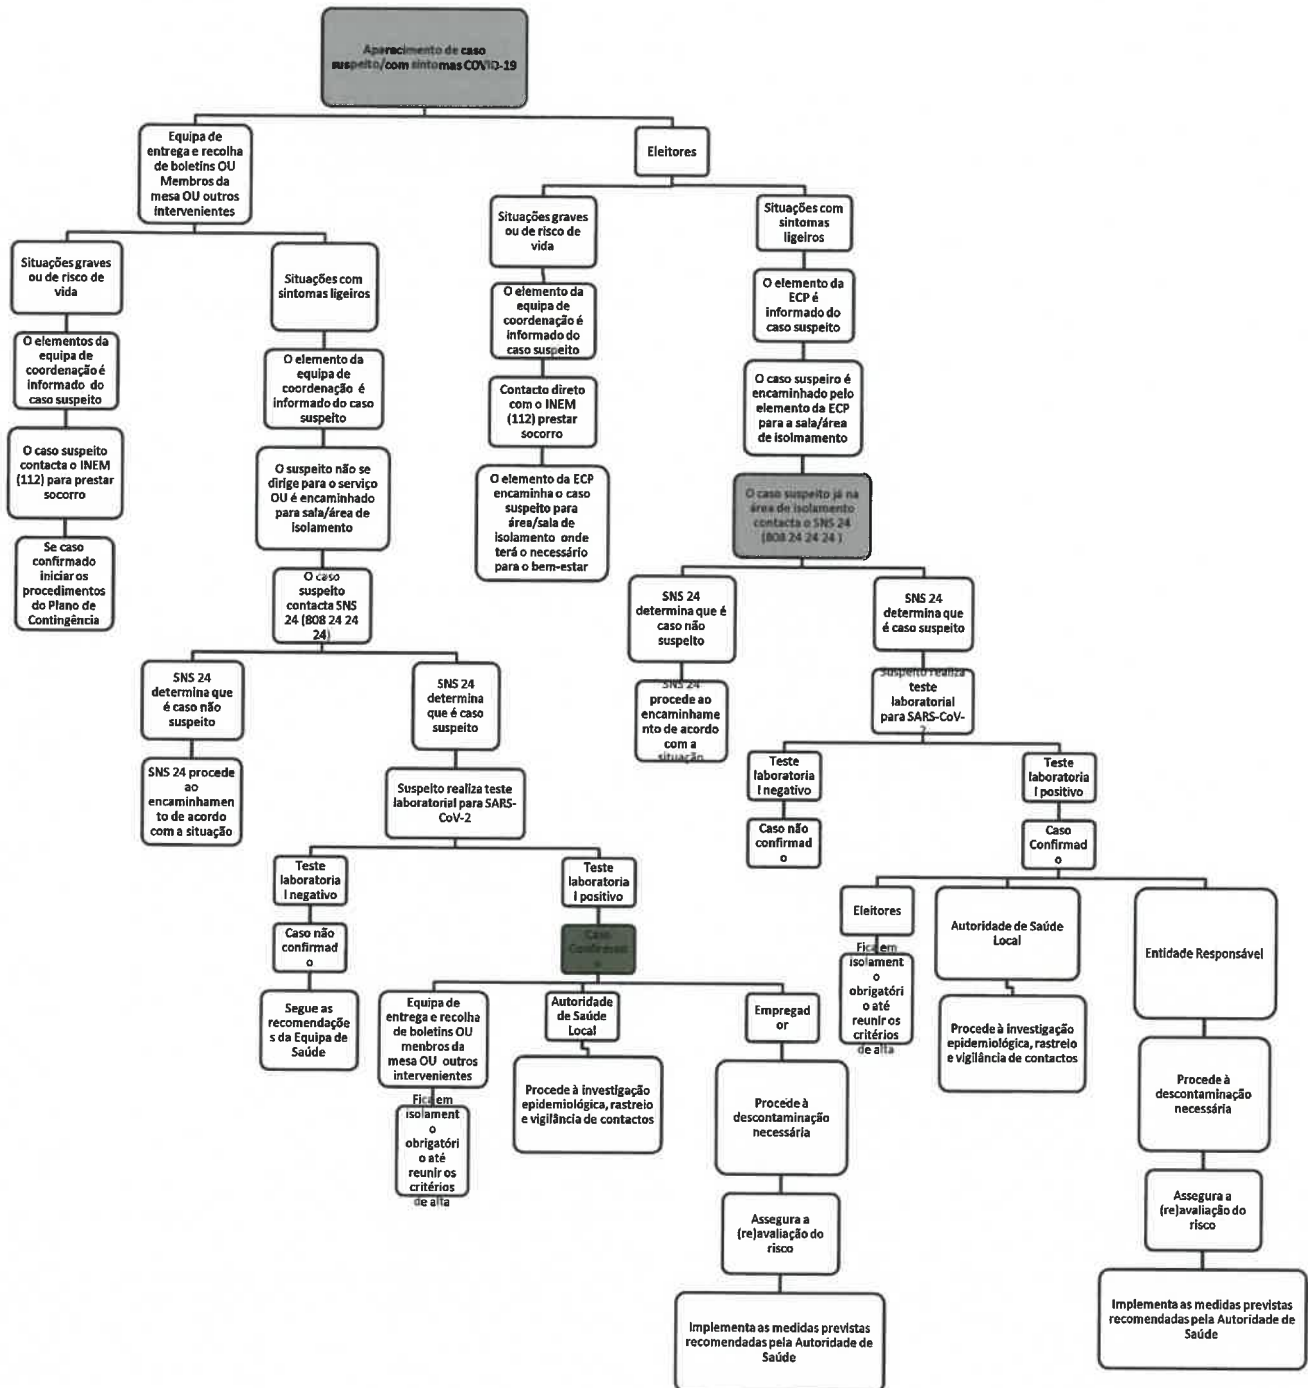 Aparecimento de caso
suspeito/com sintomas COVID-19
Equipa de
entrega e recolha
de boletins OU
Membros da
mesa OU outros
intervenientes
Eleitores
Situações graves
ou de risco de
vida
O elementos da
equipa de
coordenação é
informado do
caso suspeito
O caso suspeito
contacta o INEM
(112) para prestar
socorro
Se caso
confirmado
iniciar os
procedimentos
do Plano de
Contingência
Situações com
sintomas ligeiros
O elemento da
equipa de
coordenação é
informado do caso
suspeito
O suspeito não se
dirige para o serviço
OU é encaminhado
para sala/área de
isolamento
O caso
suspeito
contacta SNS
24 (808 24 24
24)
SNS 24
determina que
é caso não
suspeito
SNS 24 procede
ao
encaminhamen
to de acordo
com a situação
SNS 24
determina
que é caso
suspeito
Suspeito realiza teste
laboratorial para SARS-
CoV-2
Teste
laboratoria
l negativo
Caso não
confirmad
o
Segue as
recomendaçõe
s da Equipa de
Saúde
Teste
laboratoria
l positivo
Caso
Confirmad
o
Equipa de
entrega e recolha
de boletins OU
menbros da
mesa OU outros
intervenientes
Fica em
isolament
o
obrigatóri
o até
reunir os
critérios
de alta
Autoridade
de Saúde
Local
Procede à investigação
epidemiológica, rastreio
e vigilância de contactos
Empregad
or
Procede à
descontaminação
necessária
Assegura a
(re)avaliação do
risco
Implementa as medidas previstas
recomendadas pela Autoridade de
Saúde
Situações graves
ou de risco de
vida
O elemento da
equipa de
coordenação é
informado do
caso suspeito
Contacto direto
com o INEM
(112) prestar
socorro
O elemento da ECP
encaminha o caso
suspeito para
área/sala de
isolamento onde
terá o necessário
para o bem-estar
Situações com
sintomas
ligeiros
O elemento da
ECP é
informado do
caso suspeito
O caso suspeiro é
encaminhado pelo
elemento da ECP
para a sala/área
de isolmamento
O caso suspeito já na
área de isolamento
contacta o SNS 24
(808 24 24 24 )
SNS 24
determina que é
caso não
suspeito
SNS 24
procede ao
encaminhame
nto de acordo
com a
situação
SNS 24
determina que
é caso suspeito
Suspeito realiza
teste
laboratorial
para SARS-CoV-
2
Teste
laboratoria
l negativo
Caso não
confirmad
o
Teste
laboratoria
l positivo
Caso
Confirmad
o
Eleitores
Fica em
isolament
o
obrigatóri
o até
reunir os
critérios
de alta
Autoridade de Saúde
Local
Procede à investigação
epidemiológica, rastreio
e vigilância de contactos
Entidade Responsável
Procede à
descontaminação
necessária
Assegura a
(re)avaliação do
risco
Implementa as medidas previstas
recomendadas pela Autoridade de
Saúde